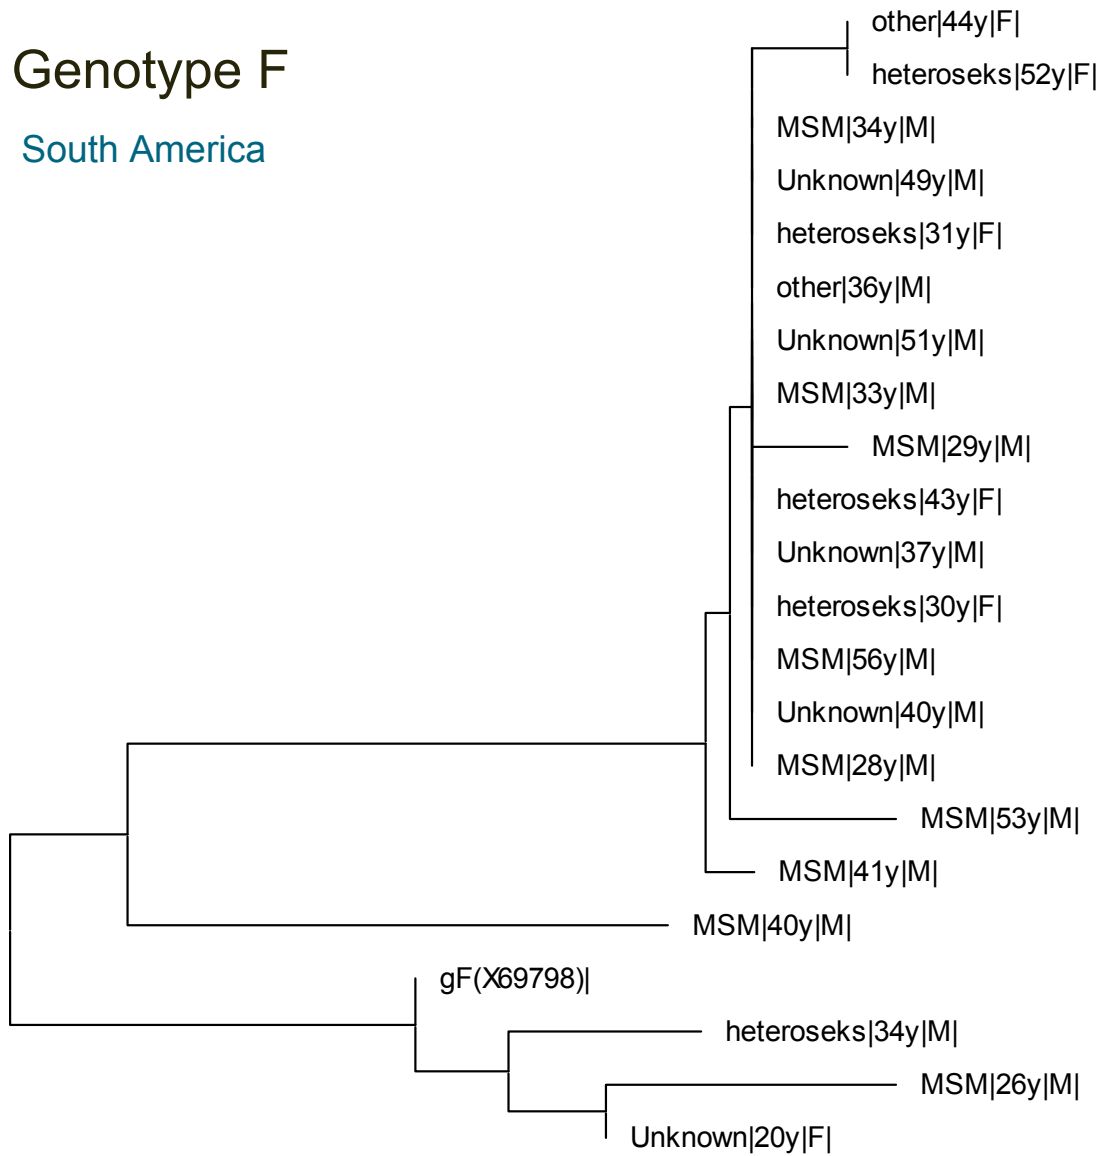 Genotype F
South America
other|44y|F|
heteroseks|52y|F|
MSM|34y|M|
Unknown|49y|M|
heteroseks|31y|F|
other|36y|M|
Unknown|51y|M|
MSM|33y|M|
MSM|29y|M|
heteroseks|43y|F|
Unknown|37y|M|
heteroseks|30y|F|
MSM|56y|M|
Unknown|40y|M|
MSM|28y|M|
MSM|53y|M|
MSM|41y|M|
MSM|40y|M|
gF(X69798)|
heteroseks|34y|M|
MSM|26y|M|
Unknown|20y|F|